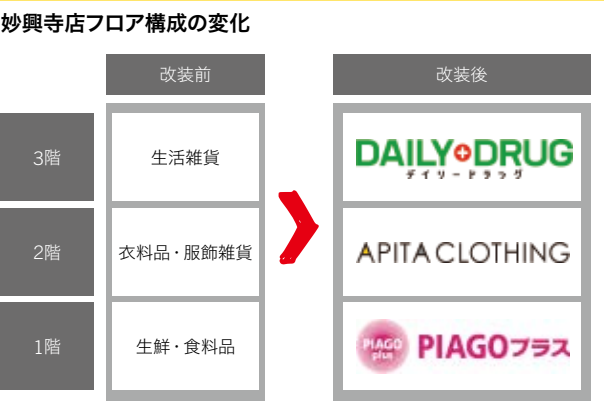 妙興寺店フロア構成の変化
改装前
改装後
3階
生活雑貨
DAILY DRUG
デイリードラッグ
2階
衣料品・服飾雑貨
APITA CLOTHING
1階
生鮮・食料品
PIAGO
plus
PIAGOプラス